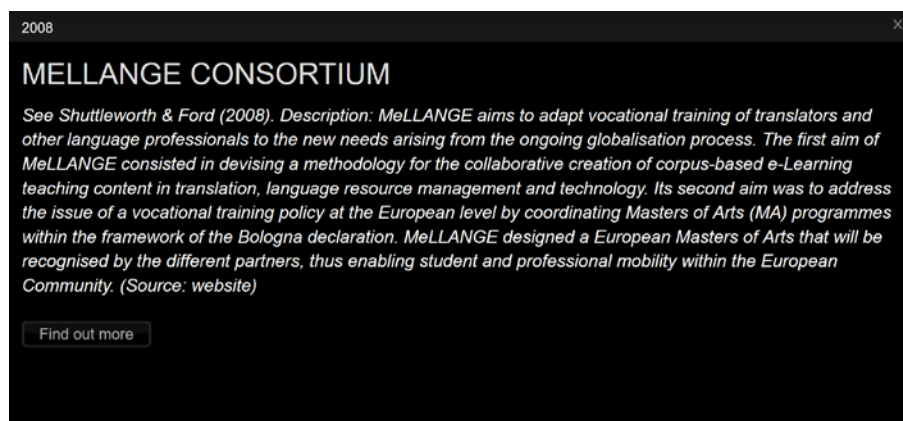 2008
MELLANGE CONSORTIUM
See Shuttleworth & Ford (2008). Description: MeLLANGE aims to adapt vocational training of translators and
other language professionals to the new needs arising from the ongoing globalisation process. The first aim of
MeLLANGE consisted in devising a methodology for the collaborative creation of corpus-based e-Learning
teaching content in translation, language resource management and technology. Its second aim was to address
the issue of a vocational training policy at the European level by coordinating Masters of Arts (MA) programmes
within the framework of the Bologna declaration. MeLLANGE designed a European Masters of Arts that will be
recognised by the different partners, thus enabling student and professional mobility within the European
Community. (Source: website)
Find out more